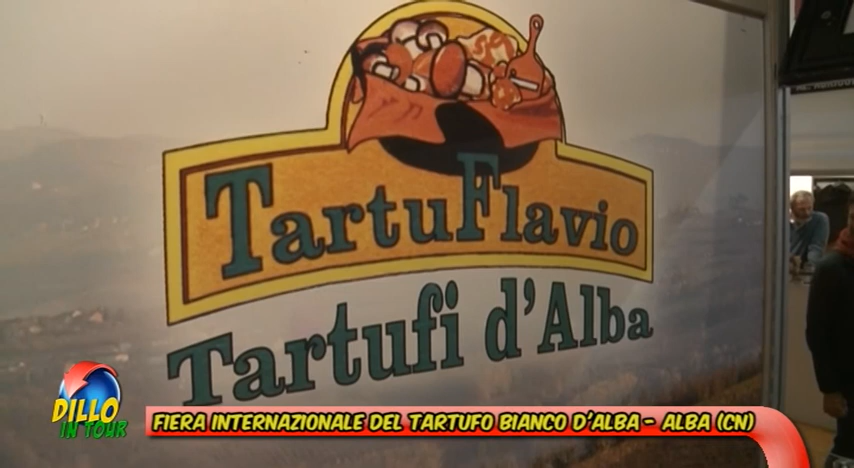 TartuFlavio
Tartufi d'Alba
DILLO
IN TOUR
FIERA INTERNAZIONALE DEL TARTUFO BIANCO D'ALBA - ALBA (CN)